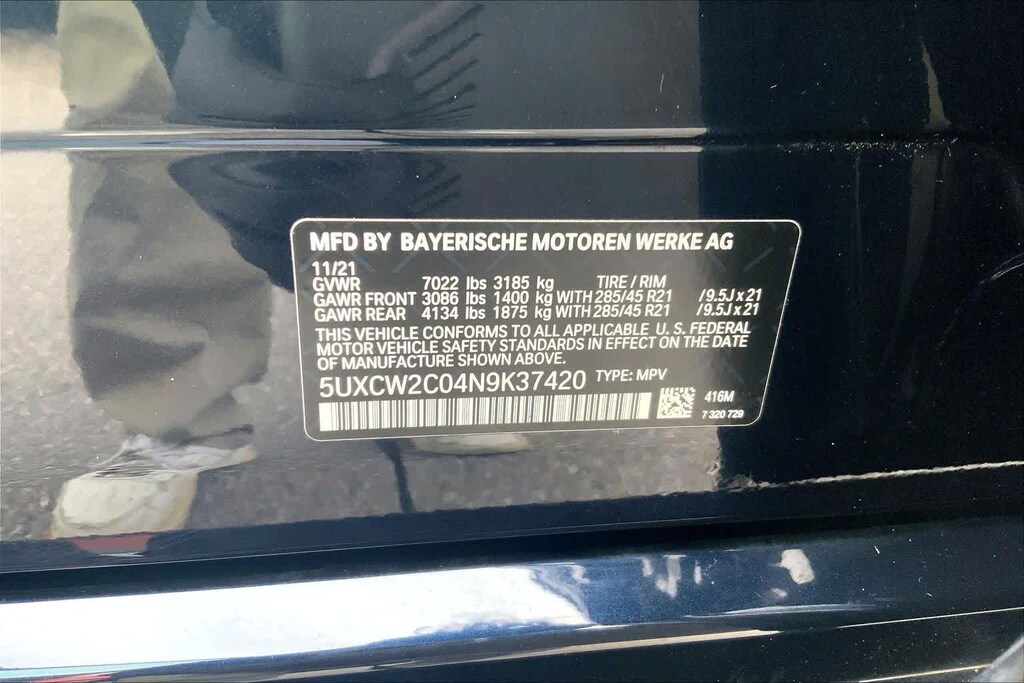 MFD BY BAYERISCHE MOTOREN WERKE AG
11/21
GVWR 7022 lbs 3185 kg TIRE / RIM
GAWR FRONT 3086 lbs 1400 kg WITH 285/45 R21 /9.5J x 21
GAWR REAR 4134 lbs 1875 kg WITH 285/45 R21 /9.5J x 21
THIS VEHICLE CONFORMS TO ALL APPLICABLE U. S. FEDERAL
MOTOR VEHICLE SAFETY STANDARDS IN EFFECT ON THE DATE
OF MANUFACTURE SHOWN ABOVE.
5UXCW2C04N9K37420 TYPE: MPV
416M
7 320 729